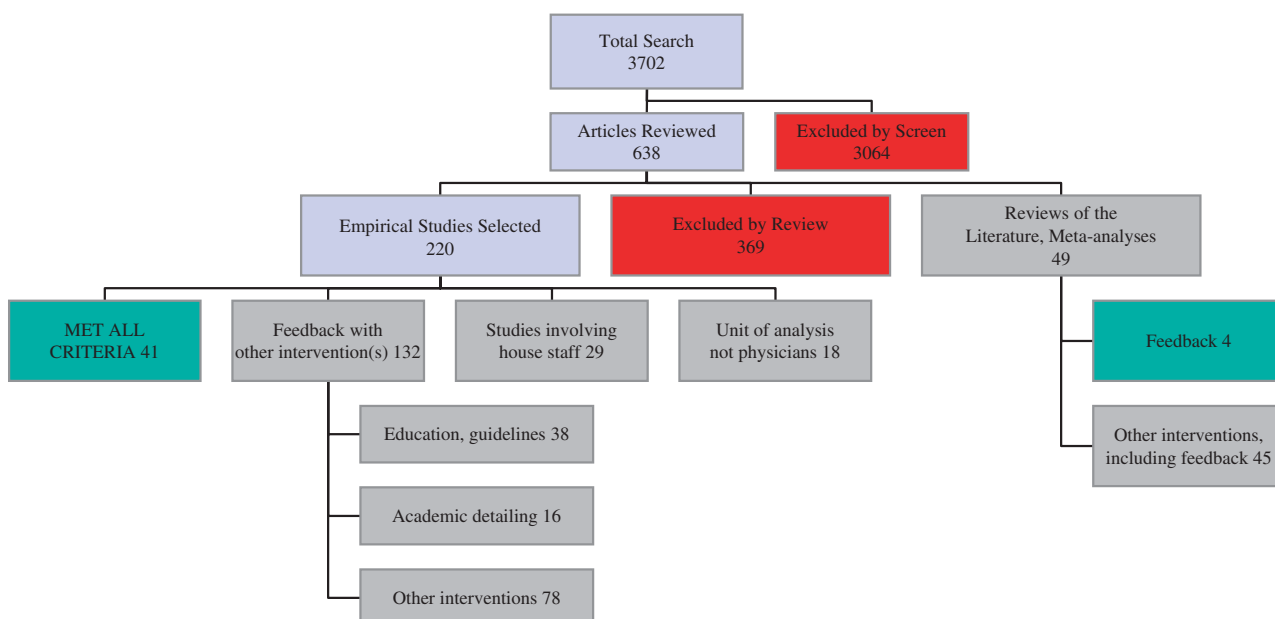 Total Search
3702
Articles Reviewed
638
Excluded by Screen
3064
Empirical Studies Selected
220
Excluded by Review
369
Reviews of the
Literature, Meta-analyses
49
MET ALL
CRITERIA 41
Feedback with
other intervention(s) 132
Studies involving
house staff 29
Unit of analysis
not physicians 18
Feedback 4
Education, guidelines 38
Other interventions,
including feedback 45
Academic detailing 16
Other interventions 78